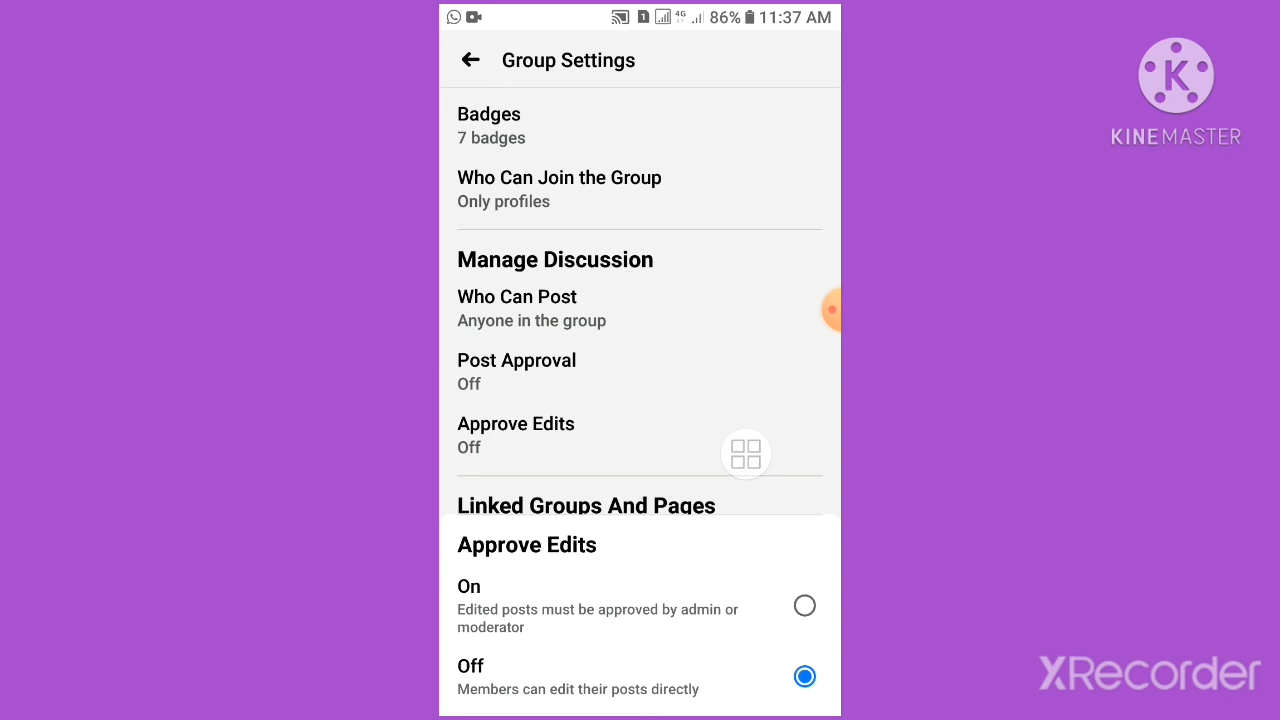 1 4G 86% 11:37 AM
Group Settings
Badges
7 badges
Who Can Join the Group
Only profiles
Manage Discussion
Who Can Post
Anyone in the group
Post Approval
Off
Approve Edits
Off
Linked Groups And Pages
Approve Edits
On
Edited posts must be approved by admin or
moderator
Off
Members can edit their posts directly
K
KINEMASTER
XRecorder